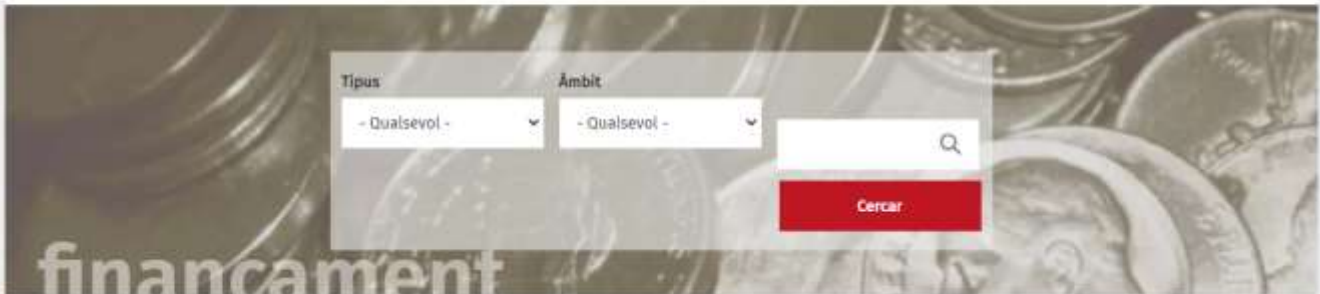 Tipus
Àmbit
- Qualsevol -
- Qualsevol -
Cercar
finançament